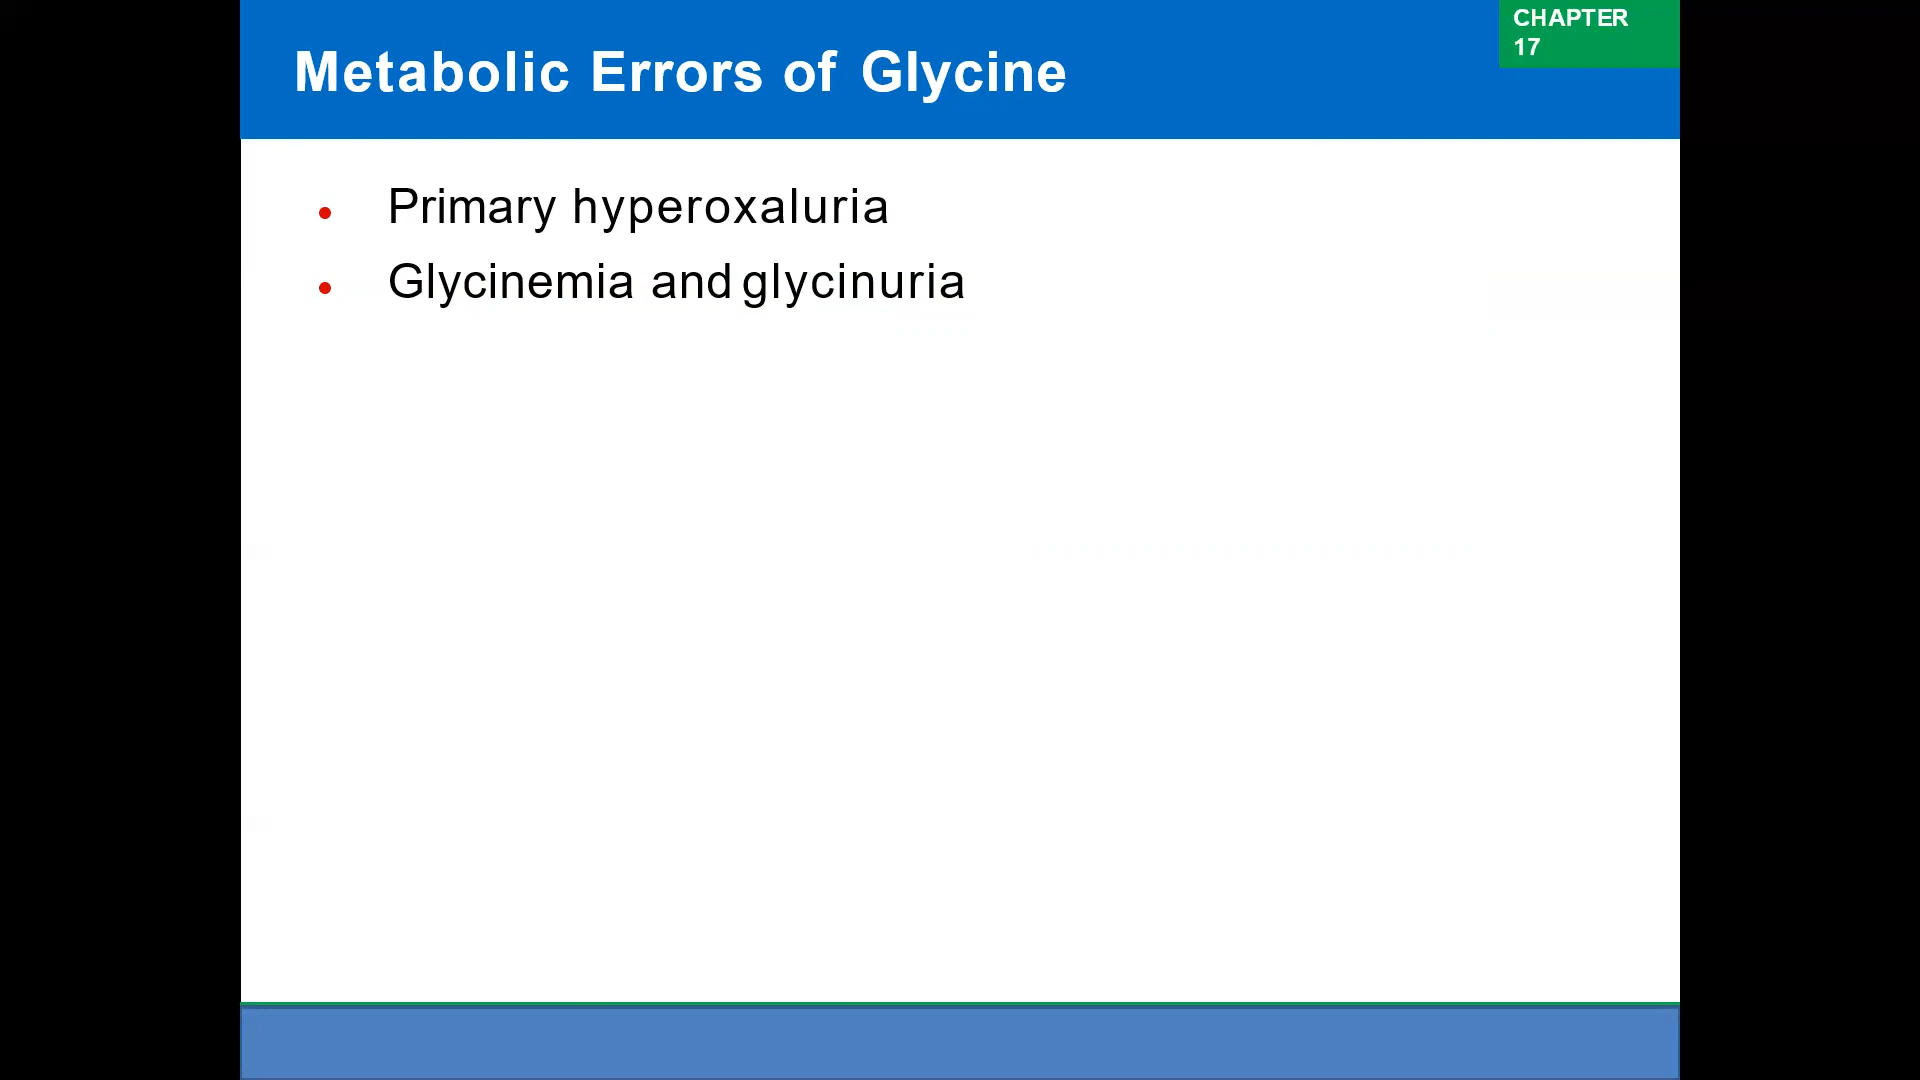 CHAPTER
17
Metabolic Errors of Glycine
• Primary hyperoxaluria
• Glycinemia and glycinuria